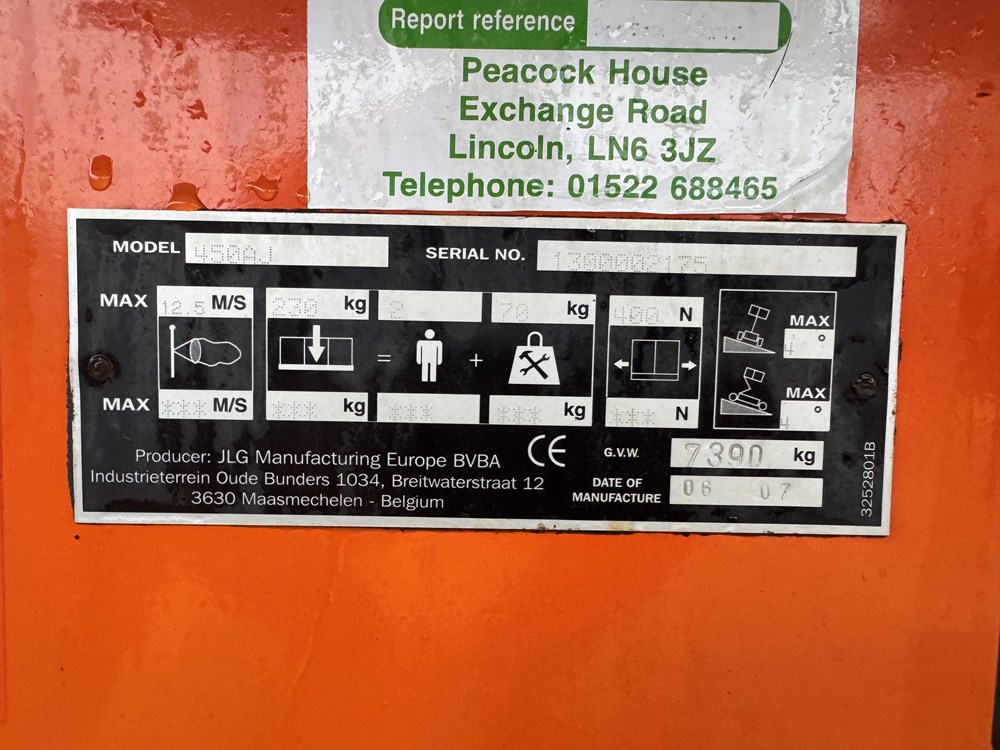 Report reference
Peacock House
Exchange Road
Lincoln, LN6 3JZ
Telephone: 01522 688465
MODEL 450AJ SERIAL NO. 1300002175
MAX 12.5 M/S 230 kg 2 70 kg 400 N
MAX 4 °
= +
MAX 4 °
MAX *** M/S *** kg *** *** kg *** N
Producer: JLG Manufacturing Europe BVBA CE G.V.W. 7390 kg
Industrieterrein Oude Bunders 1034, Breitwaterstraat 12
3630 Maasmechelen - Belgium
DATE OF
MANUFACTURE 06 07
3252801B